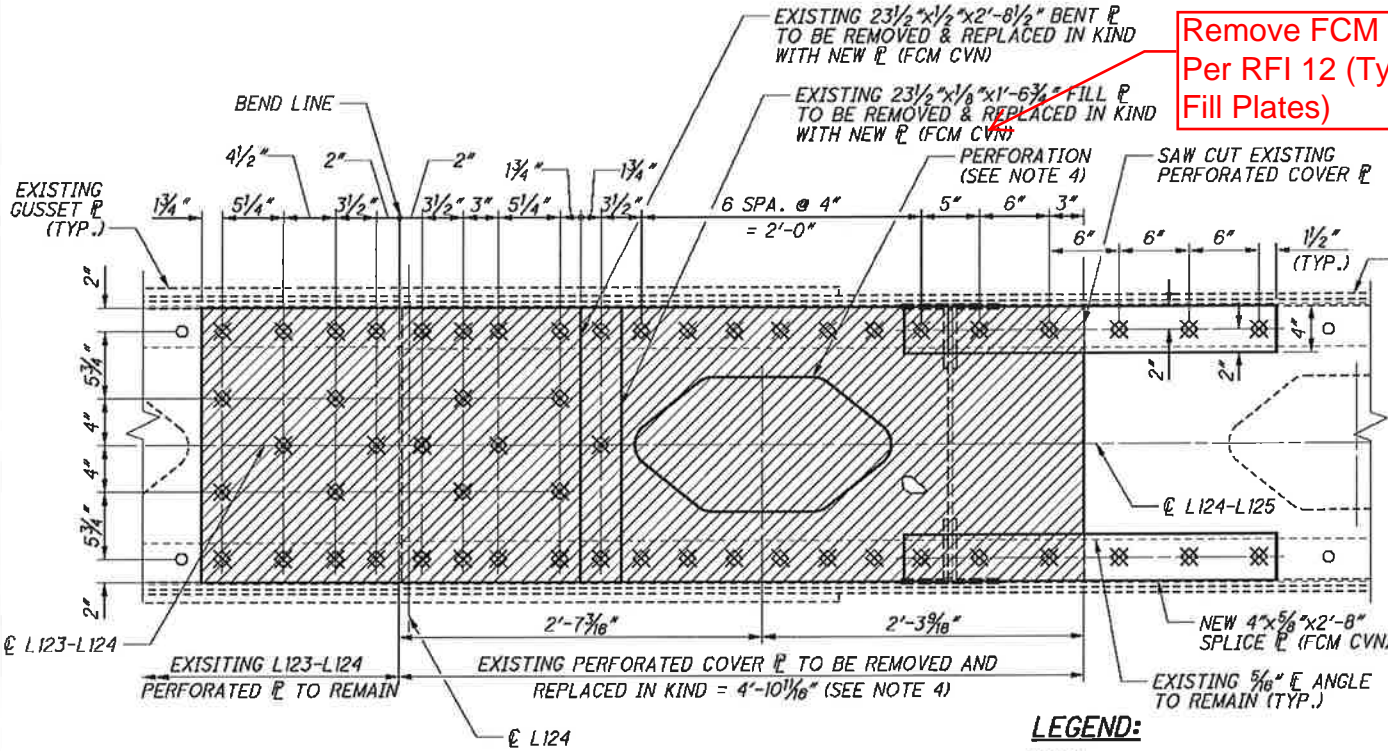 EXISTING 23½"x½"x2'-8½" BENT ℄
TO BE REMOVED & REPLACED IN KIND
WITH NEW ℄ (FCM CVN)
Remove FCM
Per RFI 12 (Ty
Fill Plates)
EXISTING 23½"x⅛"x1'-6¾" FILL ℄
TO BE REMOVED & REPLACED IN KIND
WITH NEW ℄ (FCM CVN)
BEND LINE
PERFORATION
(SEE NOTE 4)
SAW CUT EXISTING
PERFORATED COVER ℄
EXISTING
GUSSET ℄
(TYP.)
4½"
2"
2"
1¾"
1¾"
1¾"
5¼"
3½"
3½"
3"
5¼"
3½"
6 SPA. @ 4"
= 2'-0"
5"
6"
3"
6"
6"
6"
1½"
(TYP.)
2"
5¾"
4"
4"
5¾"
2"
4"
2"
2"
℄ L124-L125
℄ L123-L124
2'-7³⁄₁₆"
2'-3⁹⁄₁₆"
NEW 4"x⅝"x2'-8"
SPLICE ℄ (FCM CVN)
EXISITING L123-L124
PERFORATED ℄ TO REMAIN
EXISTING PERFORATED COVER ℄ TO BE REMOVED AND
REPLACED IN KIND = 4'-10¹¹⁄₁₆" (SEE NOTE 4)
EXISTING ⁵⁄₁₆" ℄ ANGLE
TO REMAIN (TYP.)
℄ L124
LEGEND: